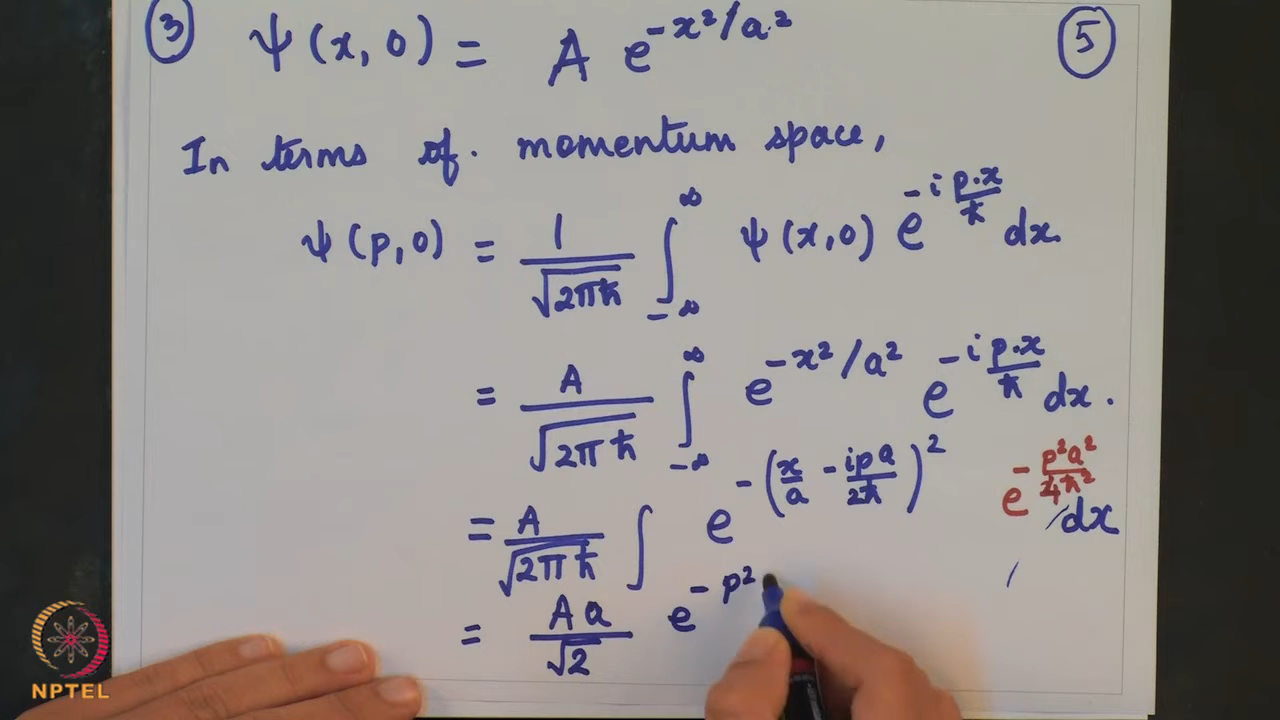 ③ ψ(x,0) = A e^{-x²/a²} ⑤
In terms of. momentum space,
ψ(p,0) = 1/√(2πħ) ∫_{-∞}^{∞} ψ(x,0) e^{-i p·x/ħ} dx.
= A/√(2πħ) ∫_{-∞}^{∞} e^{-x²/a²} e^{-i p·x/ħ} dx.
= A/√(2πħ) ∫ e^{-(x/a - ipa/2ħ)²} e^{-p²a²/4ħ²} dx
= Aa/√2 e^{-p²
NPTEL